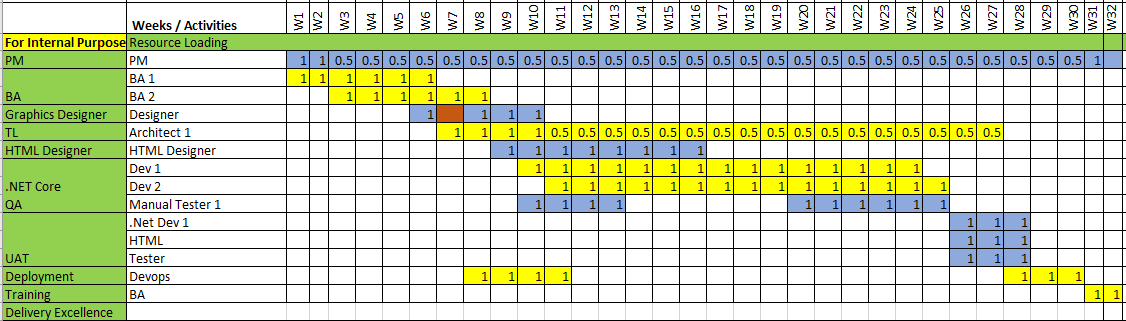 Weeks / Activities W1 W2 W3 W4 W5 W6 W7 W8 W9 W10 W11 W12 W13 W14 W15 W16 W17 W18 W19 W20 W21 W22 W23 W24 W25 W26 W27 W28 W29 W30 W31 W32
For Internal Purpose Resource Loading
PM PM 1 1 0.5 0.5 0.5 0.5 0.5 0.5 0.5 0.5 0.5 0.5 0.5 0.5 0.5 0.5 0.5 0.5 0.5 0.5 0.5 0.5 0.5 0.5 0.5 0.5 0.5 0.5 0.5 0.5 1
BA 1 1 1 1 1 1 1
BA BA 2 1 1 1 1 1 1
Graphics Designer Designer 1 1 1 1
TL Architect 1 1 1 1 1 0.5 0.5 0.5 0.5 0.5 0.5 0.5 0.5 0.5 0.5 0.5 0.5 0.5 0.5 0.5 0.5 0.5
HTML Designer HTML Designer 1 1 1 1 1 1 1 1
Dev 1 1 1 1 1 1 1 1 1 1 1 1 1 1 1 1
.NET Core Dev 2 1 1 1 1 1 1 1 1 1 1 1 1 1 1 1
QA Manual Tester 1 1 1 1 1 1 1 1 1 1 1
.Net Dev 1 1 1 1
HTML 1 1 1
UAT Tester 1 1 1
Deployment Devops 1 1 1 1 1 1 1
Training BA 1 1
Delivery Excellence